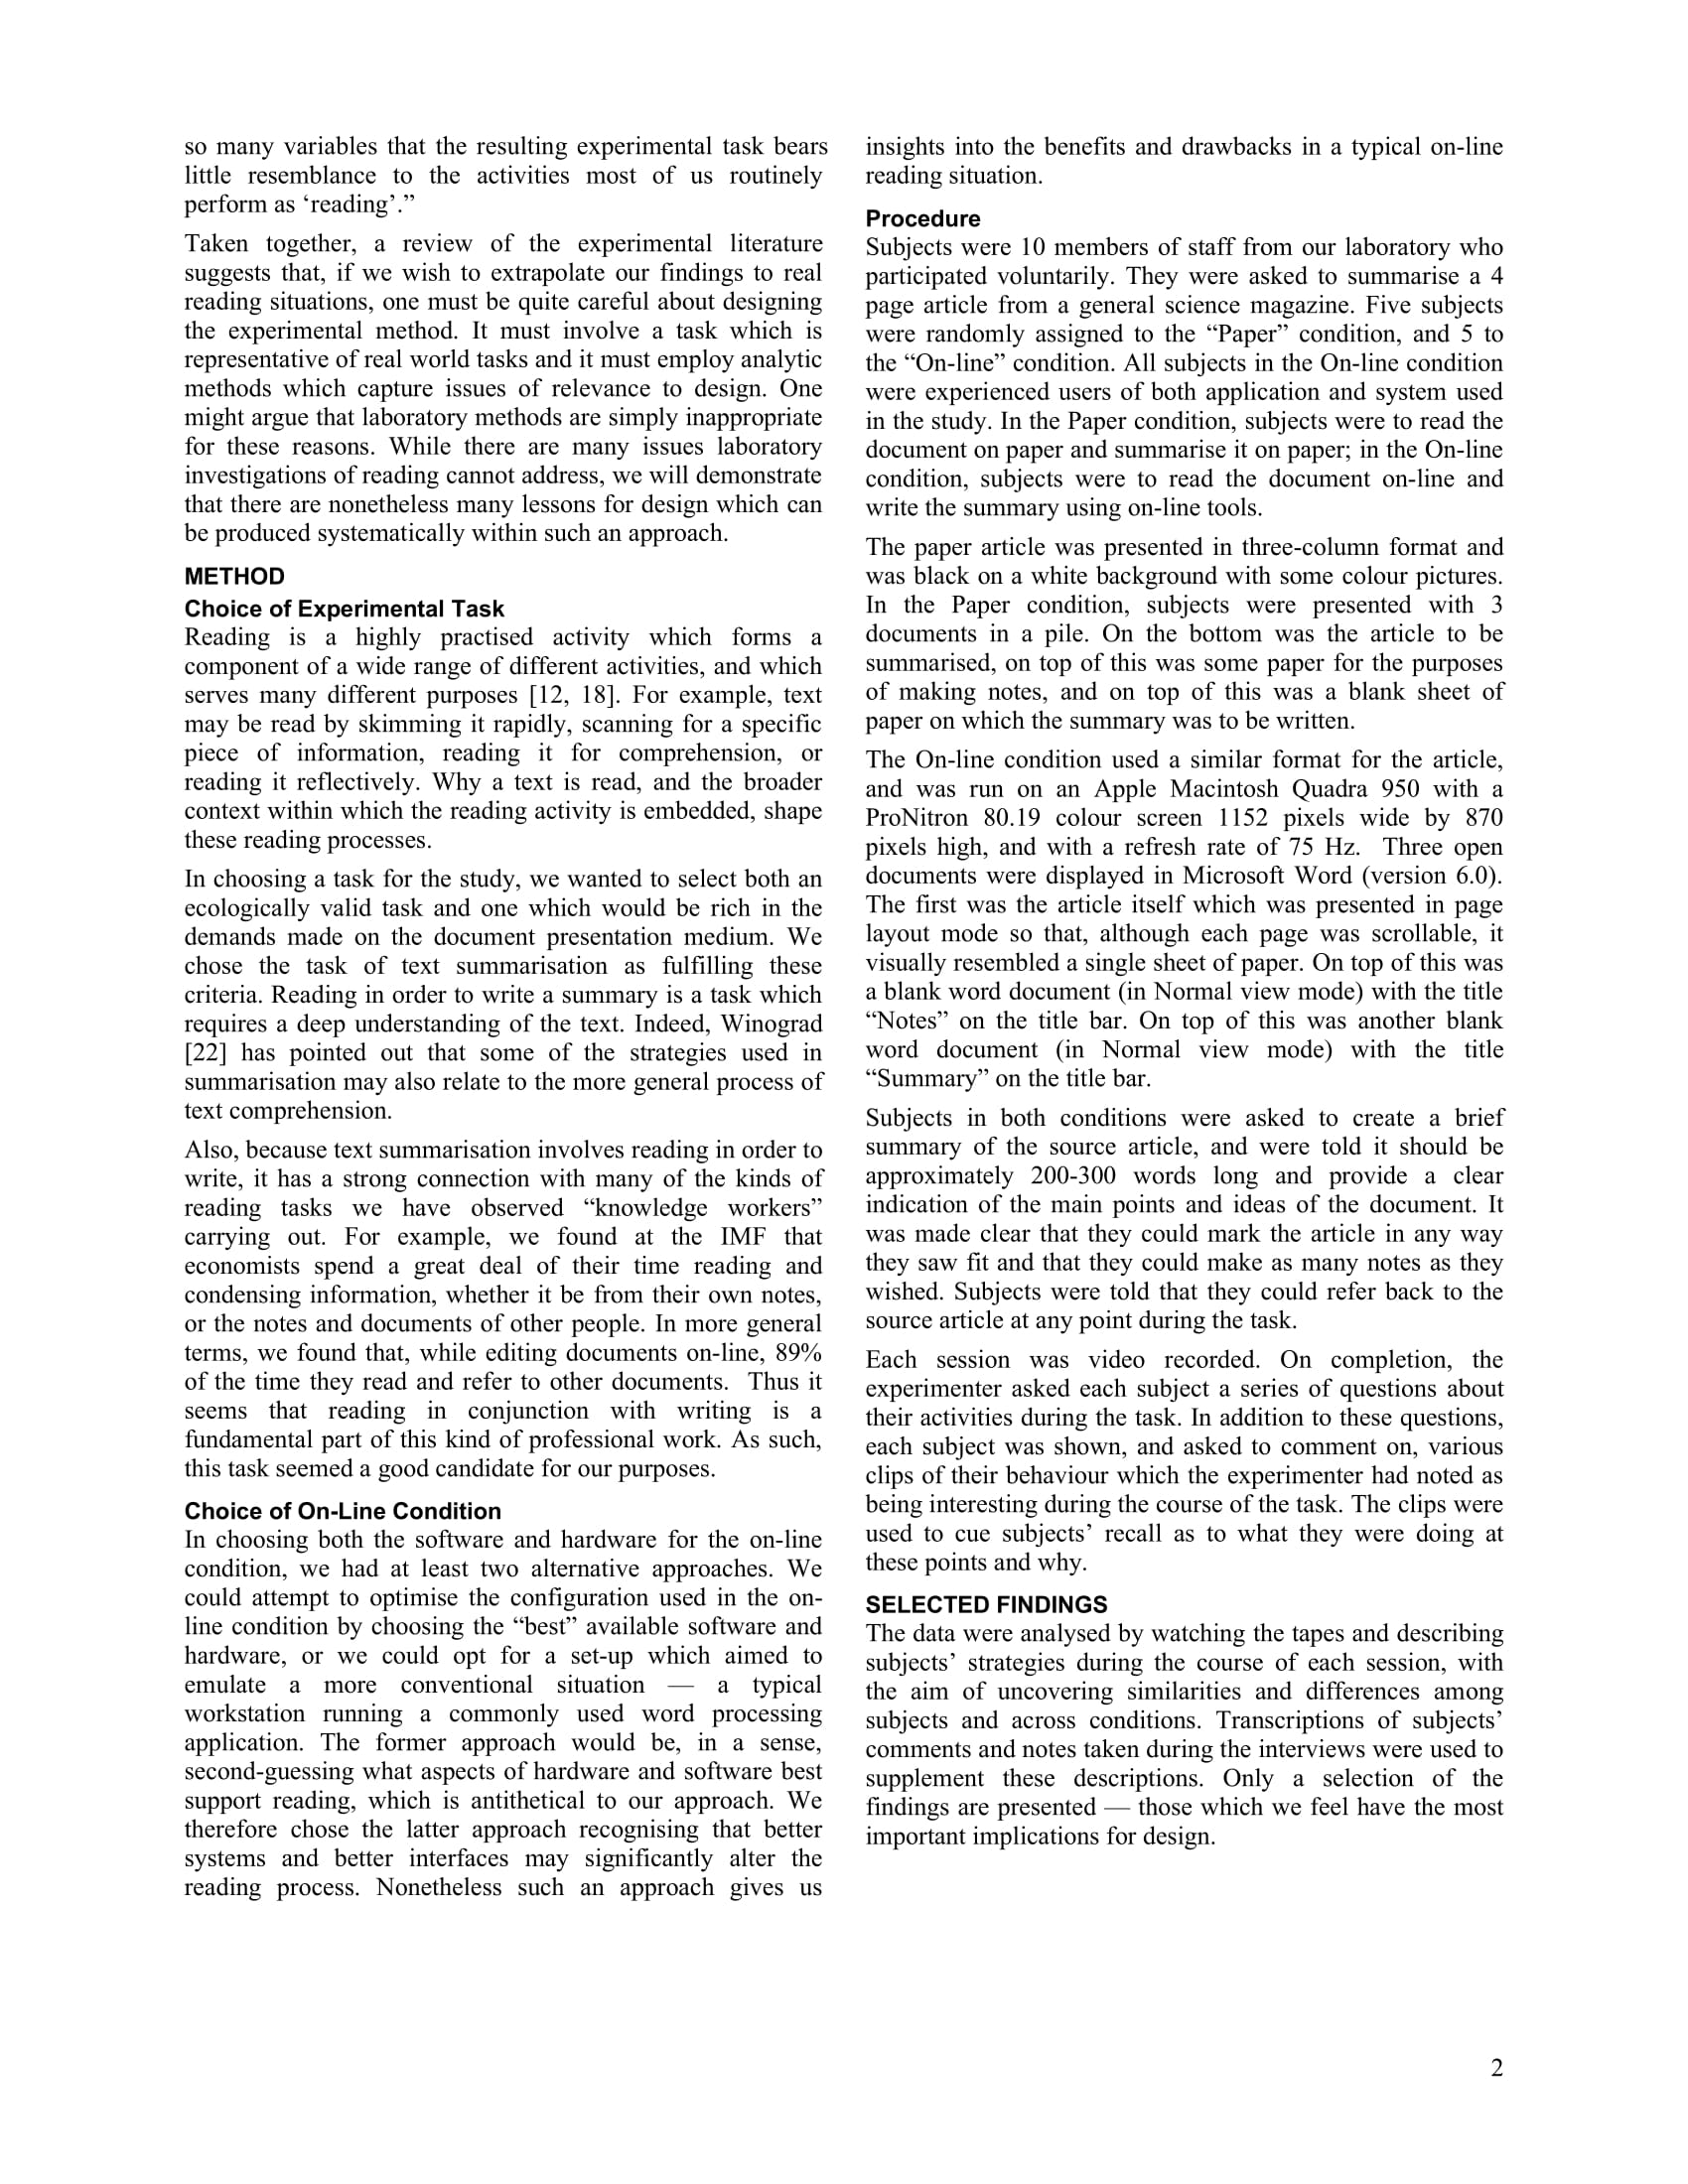 so many variables that the resulting experimental task bears
little resemblance to the activities most of us routinely
perform as ‘reading’.”
Taken together, a review of the experimental literature
suggests that, if we wish to extrapolate our findings to real
reading situations, one must be quite careful about designing
the experimental method. It must involve a task which is
representative of real world tasks and it must employ analytic
methods which capture issues of relevance to design. One
might argue that laboratory methods are simply inappropriate
for these reasons. While there are many issues laboratory
investigations of reading cannot address, we will demonstrate
that there are nonetheless many lessons for design which can
be produced systematically within such an approach.
METHOD
Choice of Experimental Task
Reading is a highly practised activity which forms a
component of a wide range of different activities, and which
serves many different purposes [12, 18]. For example, text
may be read by skimming it rapidly, scanning for a specific
piece of information, reading it for comprehension, or
reading it reflectively. Why a text is read, and the broader
context within which the reading activity is embedded, shape
these reading processes.
In choosing a task for the study, we wanted to select both an
ecologically valid task and one which would be rich in the
demands made on the document presentation medium. We
chose the task of text summarisation as fulfilling these
criteria. Reading in order to write a summary is a task which
requires a deep understanding of the text. Indeed, Winograd
[22] has pointed out that some of the strategies used in
summarisation may also relate to the more general process of
text comprehension.
Also, because text summarisation involves reading in order to
write, it has a strong connection with many of the kinds of
reading tasks we have observed “knowledge workers”
carrying out. For example, we found at the IMF that
economists spend a great deal of their time reading and
condensing information, whether it be from their own notes,
or the notes and documents of other people. In more general
terms, we found that, while editing documents on-line, 89%
of the time they read and refer to other documents.  Thus it
seems that reading in conjunction with writing is a
fundamental part of this kind of professional work. As such,
this task seemed a good candidate for our purposes.
Choice of On-Line Condition
In choosing both the software and hardware for the on-line
condition, we had at least two alternative approaches. We
could attempt to optimise the configuration used in the on-
line condition by choosing the “best” available software and
hardware, or we could opt for a set-up which aimed to
emulate a more conventional situation — a typical
workstation running a commonly used word processing
application. The former approach would be, in a sense,
second-guessing what aspects of hardware and software best
support reading, which is antithetical to our approach. We
therefore chose the latter approach recognising that better
systems and better interfaces may significantly alter the
reading process. Nonetheless such an approach gives us
insights into the benefits and drawbacks in a typical on-line
reading situation.
Procedure
Subjects were 10 members of staff from our laboratory who
participated voluntarily. They were asked to summarise a 4
page article from a general science magazine. Five subjects
were randomly assigned to the “Paper” condition, and 5 to
the “On-line” condition. All subjects in the On-line condition
were experienced users of both application and system used
in the study. In the Paper condition, subjects were to read the
document on paper and summarise it on paper; in the On-line
condition, subjects were to read the document on-line and
write the summary using on-line tools.
The paper article was presented in three-column format and
was black on a white background with some colour pictures.
In the Paper condition, subjects were presented with 3
documents in a pile. On the bottom was the article to be
summarised, on top of this was some paper for the purposes
of making notes, and on top of this was a blank sheet of
paper on which the summary was to be written.
The On-line condition used a similar format for the article,
and was run on an Apple Macintosh Quadra 950 with a
ProNitron 80.19 colour screen 1152 pixels wide by 870
pixels high, and with a refresh rate of 75 Hz.  Three open
documents were displayed in Microsoft Word (version 6.0).
The first was the article itself which was presented in page
layout mode so that, although each page was scrollable, it
visually resembled a single sheet of paper. On top of this was
a blank word document (in Normal view mode) with the title
“Notes” on the title bar. On top of this was another blank
word document (in Normal view mode) with the title
“Summary” on the title bar.
Subjects in both conditions were asked to create a brief
summary of the source article, and were told it should be
approximately 200-300 words long and provide a clear
indication of the main points and ideas of the document. It
was made clear that they could mark the article in any way
they saw fit and that they could make as many notes as they
wished. Subjects were told that they could refer back to the
source article at any point during the task.
Each session was video recorded. On completion, the
experimenter asked each subject a series of questions about
their activities during the task. In addition to these questions,
each subject was shown, and asked to comment on, various
clips of their behaviour which the experimenter had noted as
being interesting during the course of the task. The clips were
used to cue subjects’ recall as to what they were doing at
these points and why.
SELECTED FINDINGS
The data were analysed by watching the tapes and describing
subjects’ strategies during the course of each session, with
the aim of uncovering similarities and differences among
subjects and across conditions. Transcriptions of subjects’
comments and notes taken during the interviews were used to
supplement these descriptions. Only a selection of the
findings are presented — those which we feel have the most
important implications for design.
2